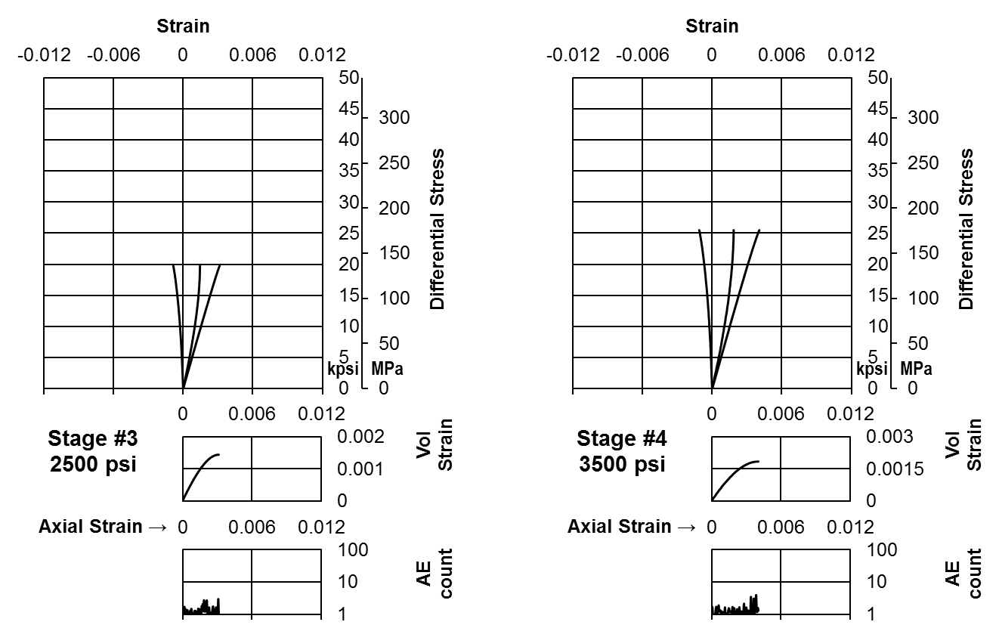 Strain
-0.012 -0.006 0 0.006 0.012
50
45
40
35
30
25
20
15
10
5
0
kpsi
300
250
200
150
100
50
0
MPa
Differential Stress
Stage #3
2500 psi
0 0.006 0.012
0.002
0.001
0
Vol
Strain
Axial Strain → 0 0.006 0.012
100
10
1
AE
count
Strain
-0.012 -0.006 0 0.006 0.012
50
45
40
35
30
25
20
15
10
5
0
kpsi
300
250
200
150
100
50
0
MPa
Differential Stress
Stage #4
3500 psi
0 0.006 0.012
0.003
0.0015
0
Vol
Strain
Axial Strain → 0 0.006 0.012
100
10
1
AE
count